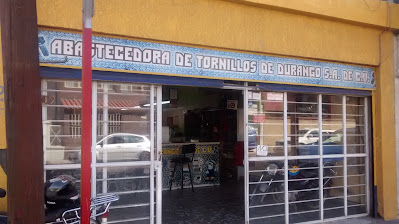 ABASTECEDORA DE TORNILLOS DE DURANGO S.A. DE C.V.